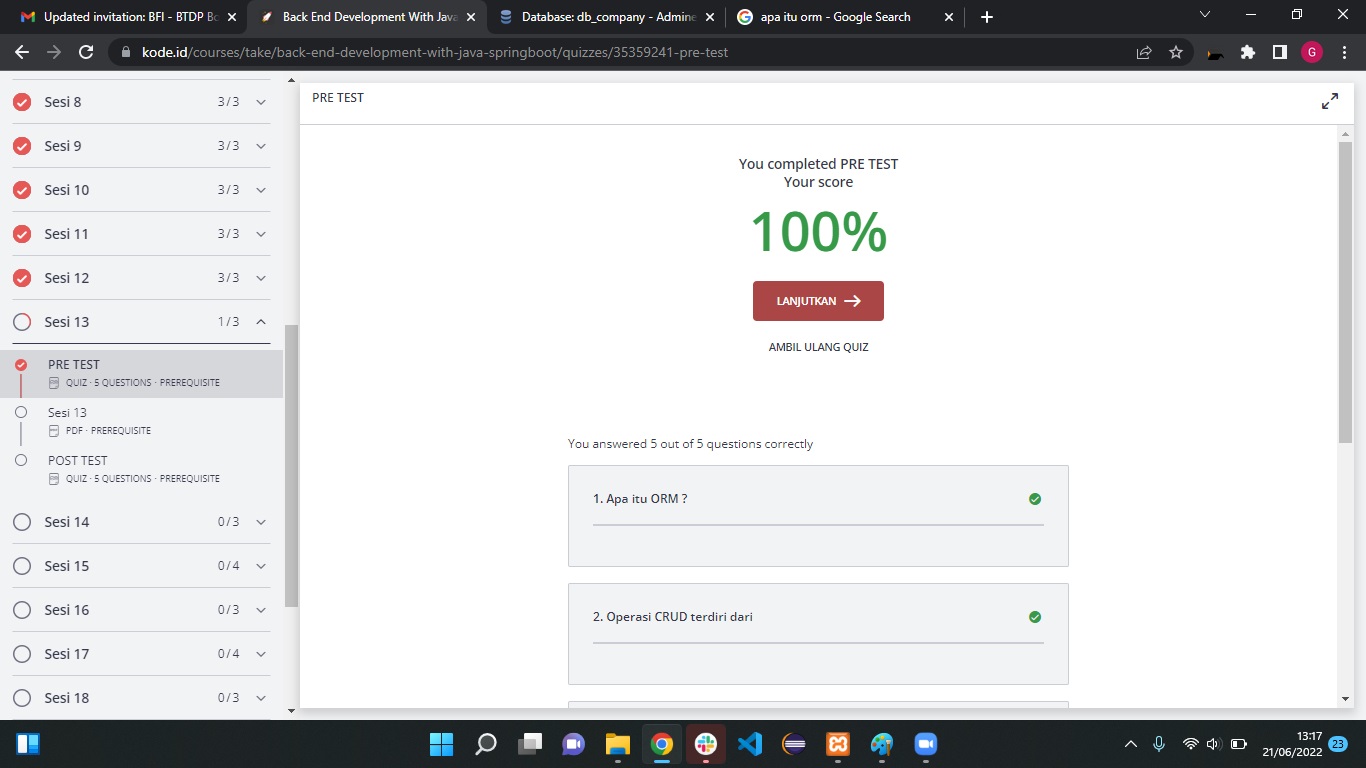 Updated invitation: BFI - BTDP Bo
Back End Development With Java
Database: db_company - Admine
apa itu orm - Google Search
kode.id/courses/take/back-end-development-with-java-springboot/quizzes/35359241-pre-test
G
Sesi 8 3/3
Sesi 9 3/3
Sesi 10 3/3
Sesi 11 3/3
Sesi 12 3/3
Sesi 13 1/3
PRE TEST
QUIZ · 5 QUESTIONS · PREREQUISITE
Sesi 13
PDF · PREREQUISITE
POST TEST
QUIZ · 5 QUESTIONS · PREREQUISITE
Sesi 14 0/3
Sesi 15 0/4
Sesi 16 0/3
Sesi 17 0/4
Sesi 18 0/3
PRE TEST
You completed PRE TEST
Your score
100%
LANJUTKAN
AMBIL ULANG QUIZ
You answered 5 out of 5 questions correctly
1. Apa itu ORM ?
2. Operasi CRUD terdiri dari
13:17
21/06/2022
23